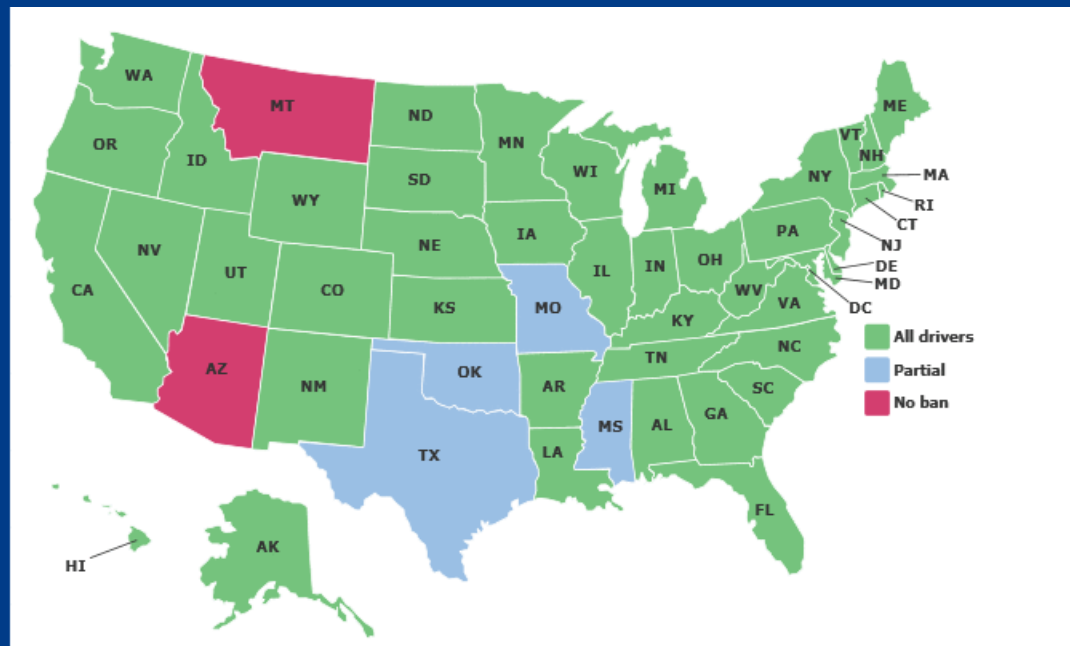 WA
MT
ND
MN
ME
VT
NH
OR
ID
SD
WI
MI
NY
MA
RI
CT
WY
NE
IA
PA
NJ
NV
UT
CO
KS
IL
IN
OH
DE
MD
CA
MO
WV
VA
DC
KY
NC
All drivers
AZ
NM
OK
AR
TN
SC
Partial
TX
MS
AL
GA
No ban
LA
FL
AK
HI